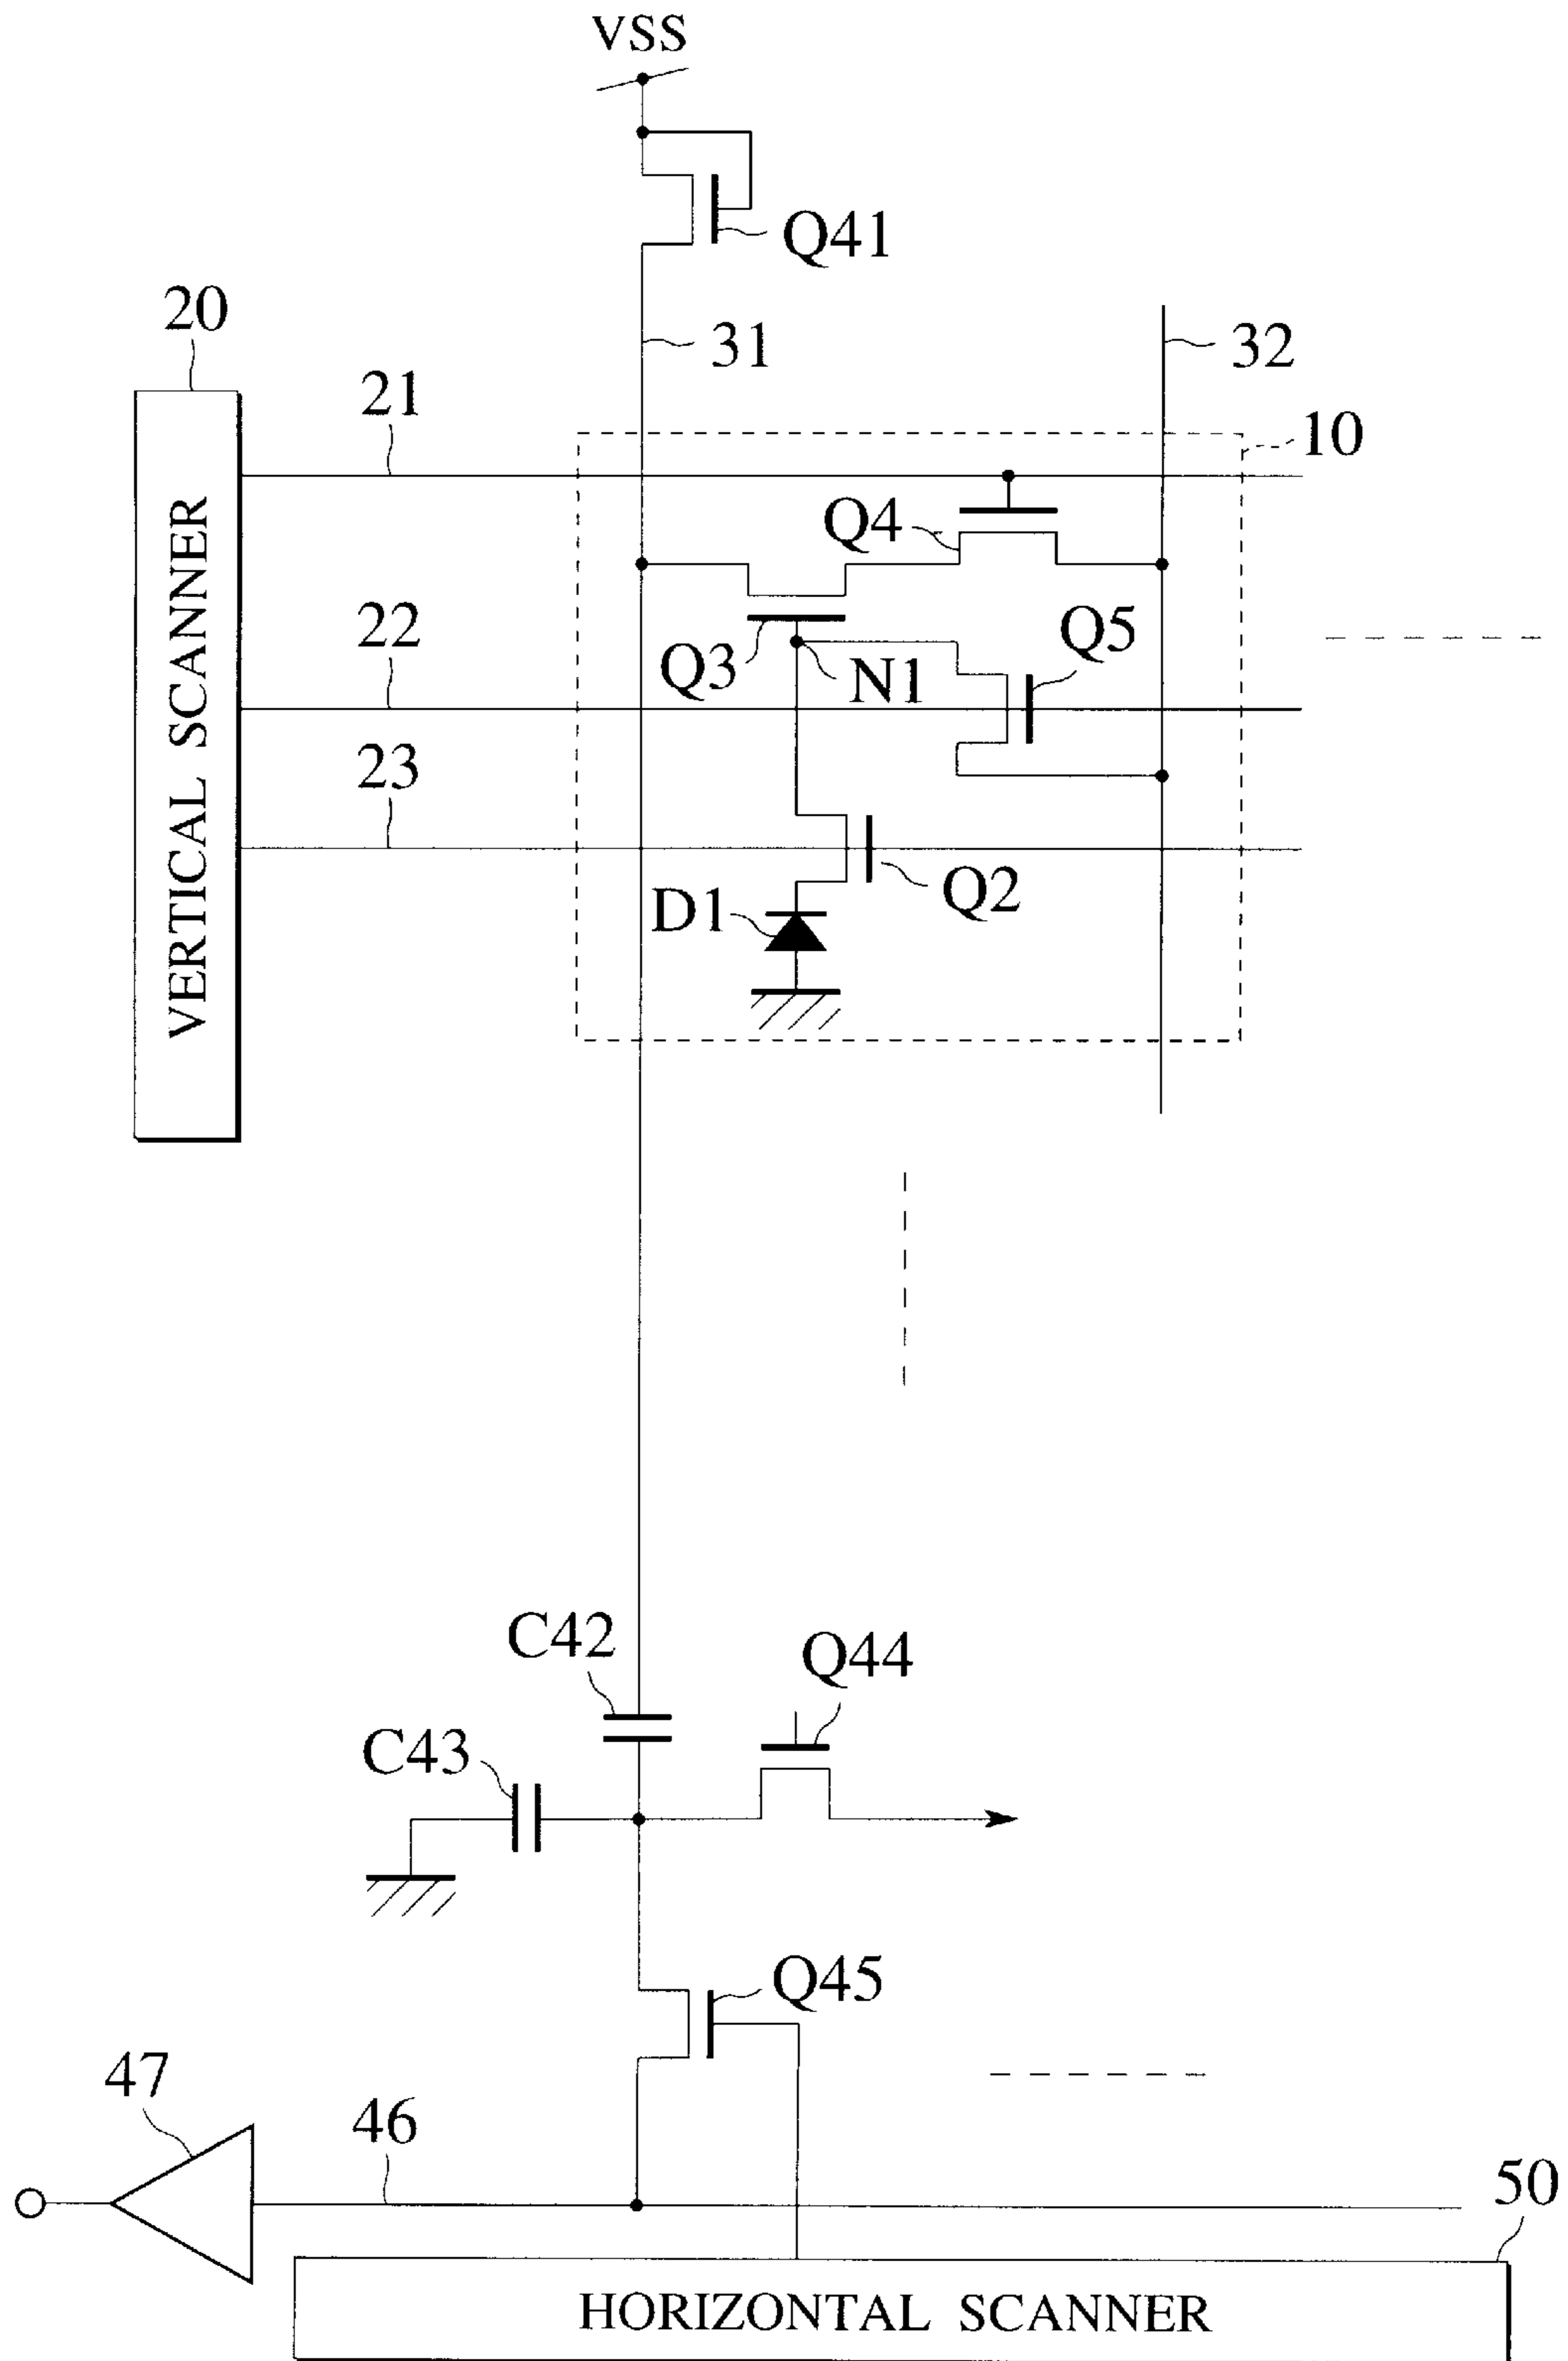 VSS
Q41
20
31
32
21
10
Q4
22
Q5
Q3
N1
23
VERTICAL SCANNER
D1
Q2
C42
Q44
C43
Q45
47
46
50
HORIZONTAL SCANNER